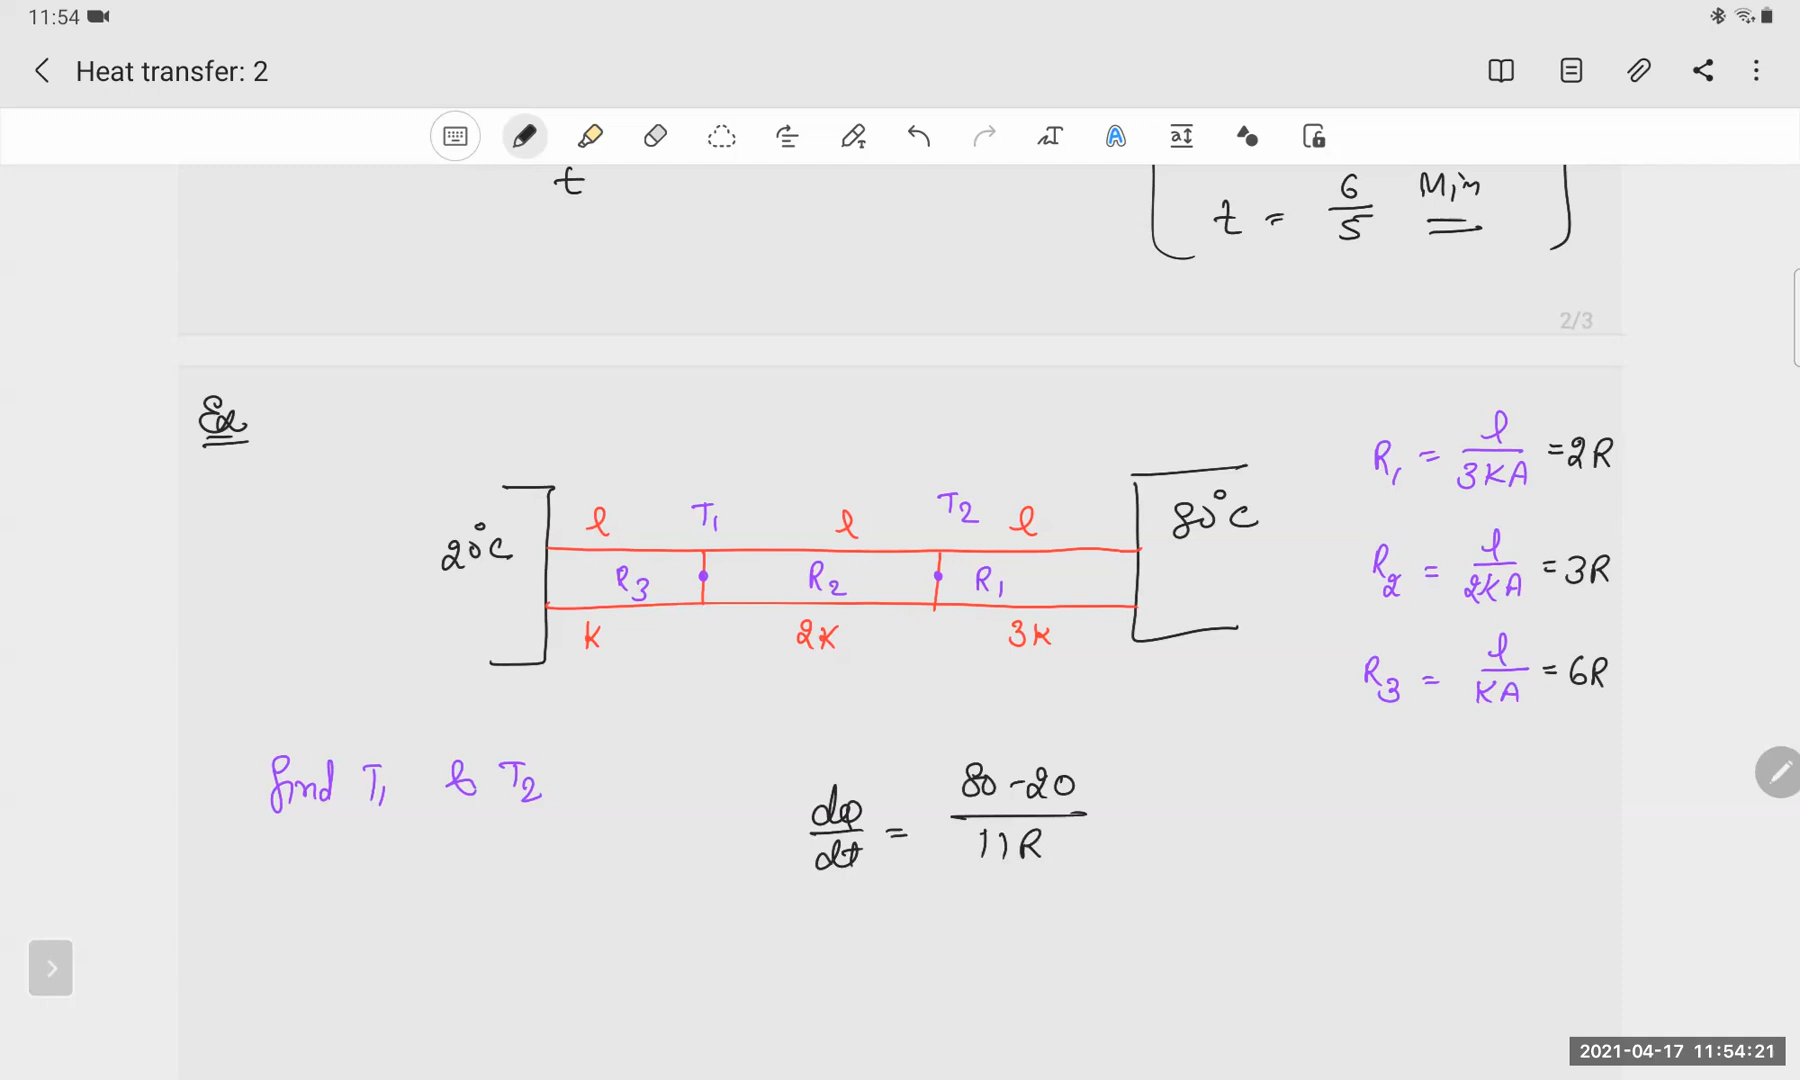 11:54
Heat transfer: 2
t
t = 6/5 Min
2/3
Ex
20°C
l T1 l T2 l
80°C
R3 R2 R1
K 2K 3K
R1 = l/3KA = 2R
R2 = l/2KA = 3R
R3 = l/KA = 6R
find T1 & T2
dφ/dt = 80-20/11R
2021-04-17 11:54:21